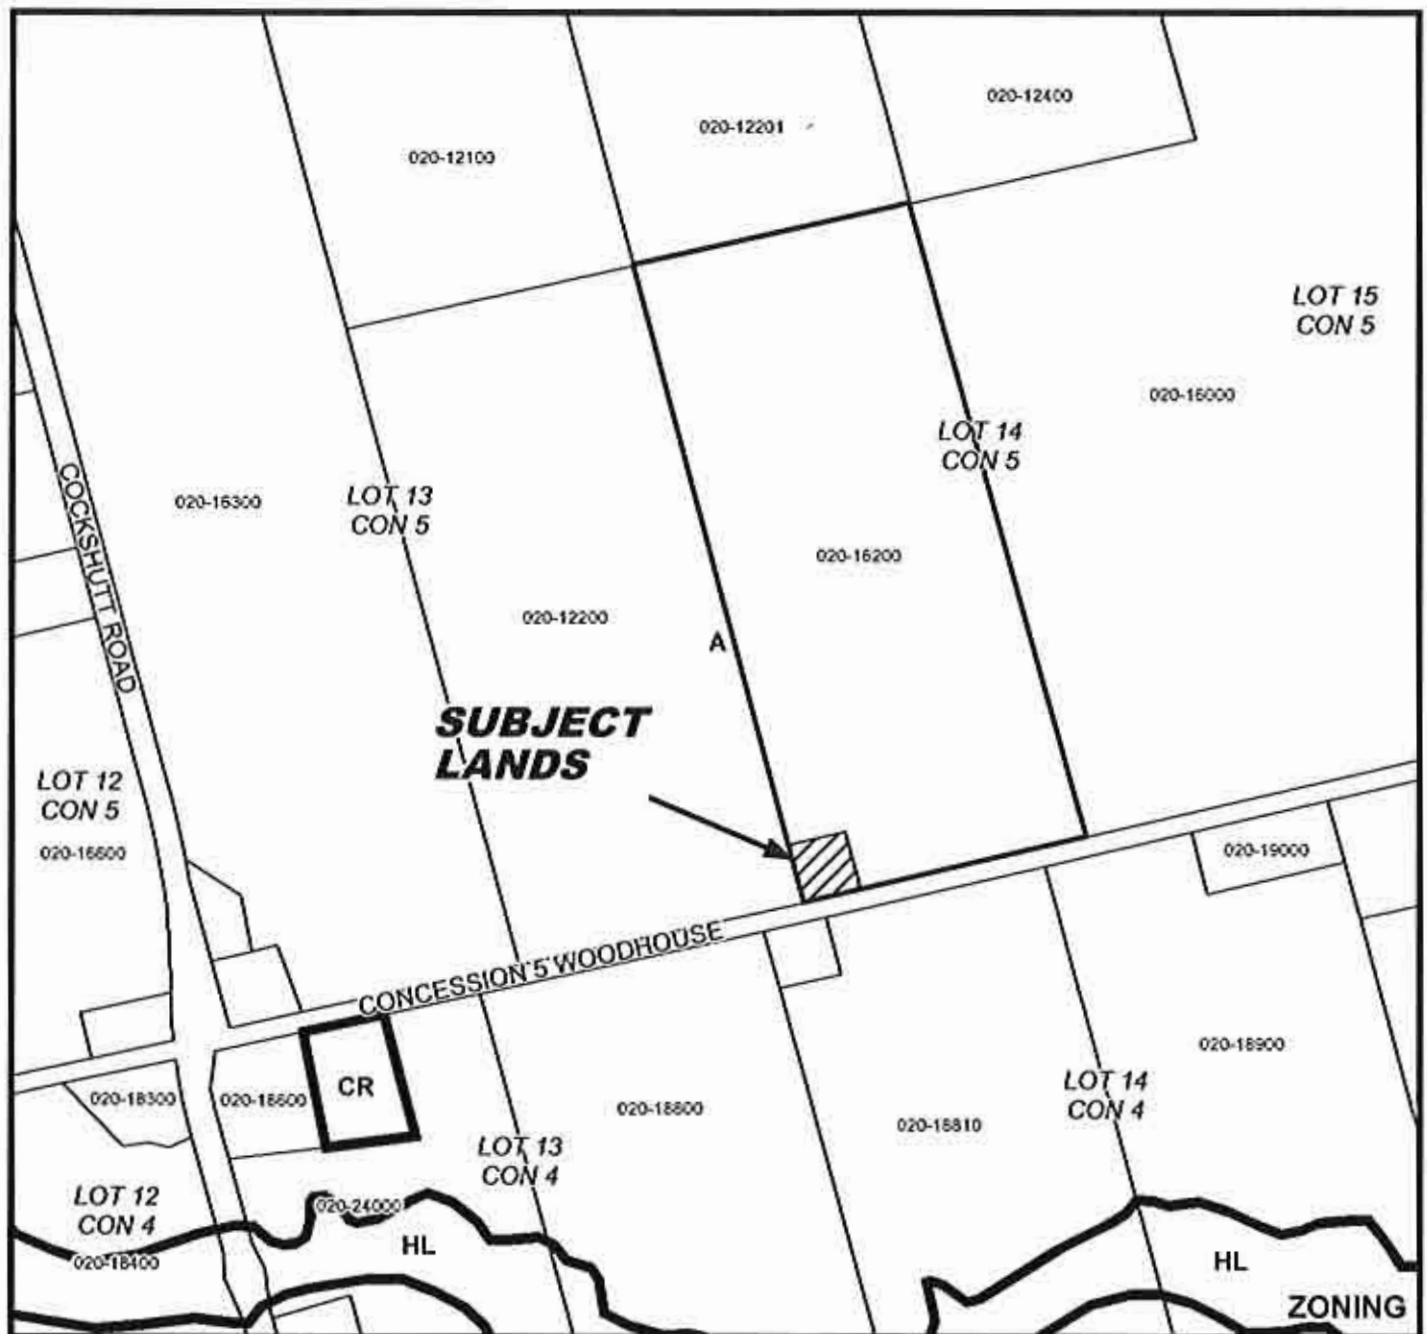 020-12400
020-12201
020-12100
LOT 15
CON 5
020-16000
LOT 14
CON 5
LOT 13
CON 5
020-16300
COCKSHUTT ROAD
020-16200
020-12200
A
SUBJECT
LANDS
LOT 12
CON 5
020-16600
020-19000
CONCESSION 5 WOODHOUSE
020-18900
LOT 14
CON 4
CR
020-18300
020-18600
020-18800
020-18810
LOT 13
CON 4
LOT 12
CON 4
020-24000
HL
020-18400
HL
ZONING